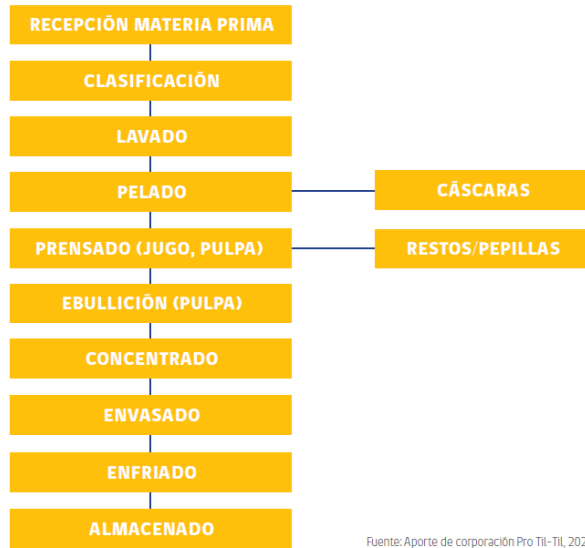 RECEPCIÓN MATERIA PRIMA
CLASIFICACIÓN
LAVADO
PELADO
CÁSCARAS
PRENSADO (JUGO, PULPA)
RESTOS/PEPILLAS
EBULLICIÓN (PULPA)
CONCENTRADO
ENVASADO
ENFRIADO
ALMACENADO
Fuente: Aporte de corporación Pro Til-Til, 202